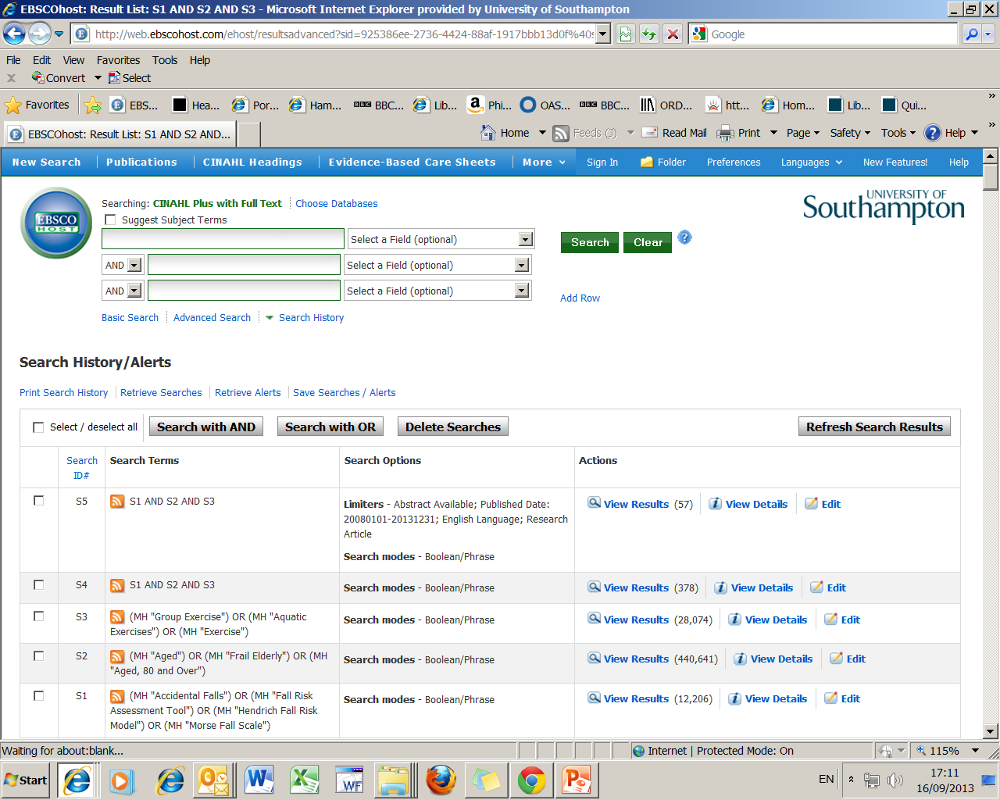 EBSCOhost: Result List: S1 AND S2 AND S3 - Microsoft Internet Explorer provided by University of Southampton
http://web.ebscohost.com/ehost/resultsadvanced?sid=925386ee-2736-4424-88af-1917bbb13d0f%40s
Google
File Edit View Favorites Tools Help
x Convert Select
Favorites EBS... Hea... Por... Ham... BBC BBC... Lib... Phi... OAS... BBC BBC... ORD... htt... Hom... Lib... Qui... »
EBSCOhost: Result List: S1 AND S2 AND... Home Feeds (J) Read Mail Print Page Safety Tools Help »
New Search Publications CINAHL Headings Evidence-Based Care Sheets More Sign In Folder Preferences Languages New Features! Help
EBSCO HOST
UNIVERSITY OF
Southampton
Searching: CINAHL Plus with Full Text Choose Databases
Suggest Subject Terms
Select a Field (optional) Search Clear ?
AND Select a Field (optional)
AND Select a Field (optional) Add Row
Basic Search Advanced Search Search History
Search History/Alerts
Print Search History Retrieve Searches Retrieve Alerts Save Searches / Alerts
Select / deselect all Search with AND Search with OR Delete Searches Refresh Search Results
Search ID# Search Terms Search Options Actions
S5 S1 AND S2 AND S3 Limiters - Abstract Available; Published Date:
20080101-20131231; English Language; Research
Article
Search modes - Boolean/Phrase View Results (57) View Details Edit
S4 S1 AND S2 AND S3 Search modes - Boolean/Phrase View Results (378) View Details Edit
S3 (MH "Group Exercise") OR (MH "Aquatic
Exercises") OR (MH "Exercise") Search modes - Boolean/Phrase View Results (28,074) View Details Edit
S2 (MH "Aged") OR (MH "Frail Elderly") OR (MH
"Aged, 80 and Over") Search modes - Boolean/Phrase View Results (440,641) View Details Edit
S1 (MH "Accidental Falls") OR (MH "Fall Risk
Assessment Tool") OR (MH "Hendrich Fall Risk
Model") OR (MH "Morse Fall Scale") Search modes - Boolean/Phrase View Results (12,206) View Details Edit
Waiting for about:blank... Internet | Protected Mode: On 115%
Start WF EN 17:11
16/09/2013